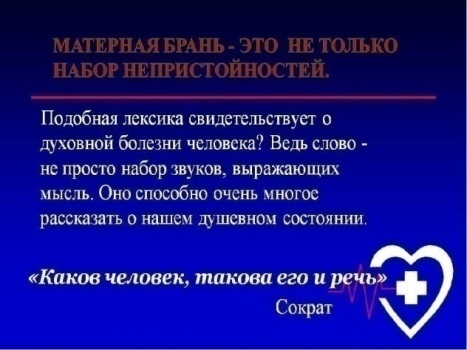 МАТЕРНАЯ БРАНЬ - ЭТО НЕ ТОЛЬКО
НАБОР НЕПРИСТОЙНОСТЕЙ.
Подобная лексика свидетельствует о
духовной болезни человека? Ведь слово -
не просто набор звуков, выражающих
мысль. Оно способно очень многое
рассказать о нашем душевном состоянии.
«Каков человек, такова его и речь»
Сократ